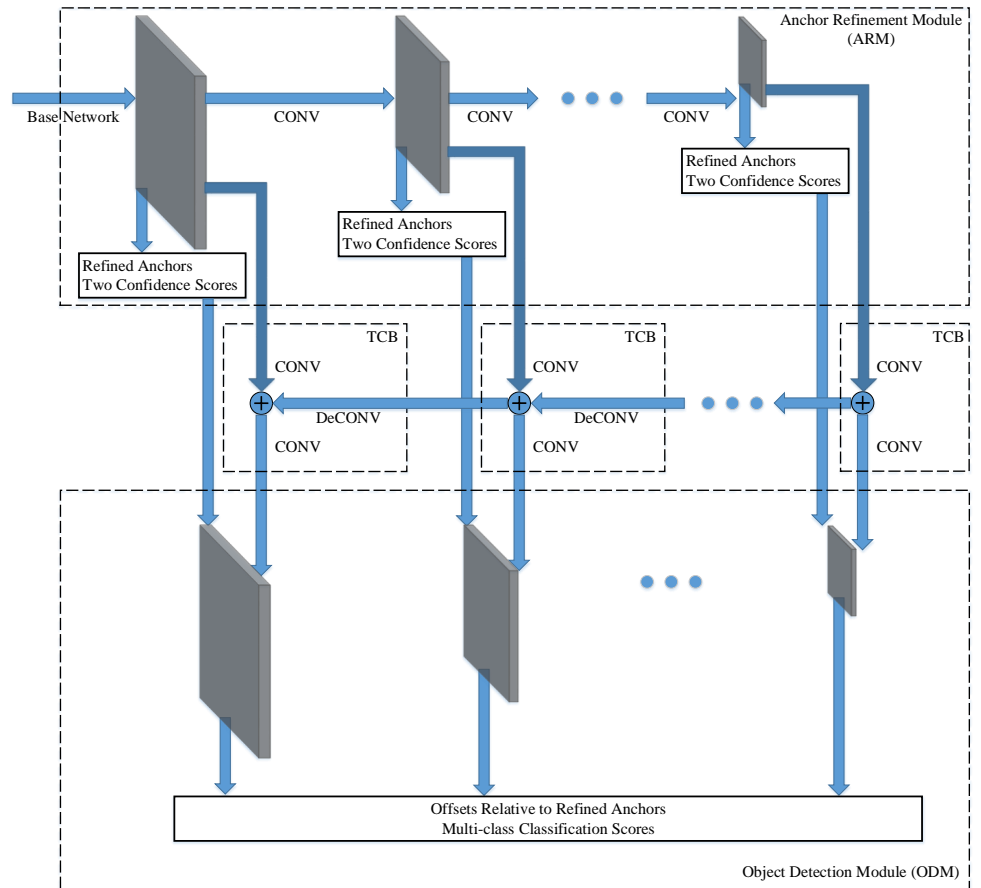 Anchor Refinement Module
(ARM)
Base Network
CONV
CONV
CONV
Refined Anchors
Two Confidence Scores
Refined Anchors
Two Confidence Scores
Refined Anchors
Two Confidence Scores
TCB
TCB
TCB
CONV
CONV
CONV
DeCONV
DeCONV
CONV
CONV
CONV
Offsets Relative to Refined Anchors
Multi-class Classification Scores
Object Detection Module (ODM)